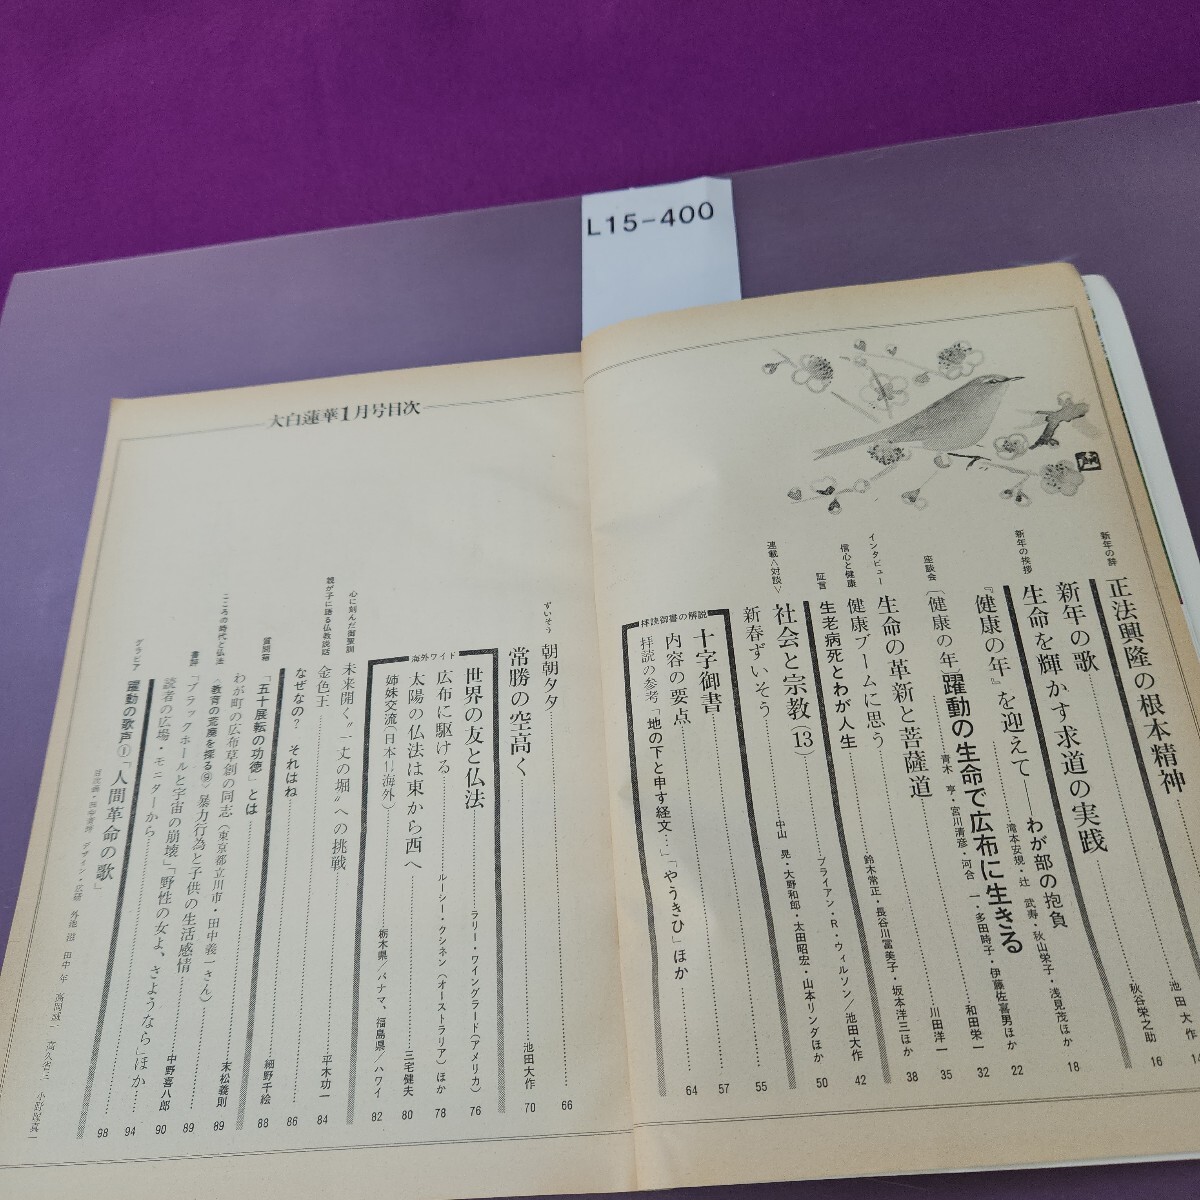 L15-400
大白蓮華1月号目次
新年の辞
正法興隆の根本精神
池田大作 14
新年の歌
秋谷栄之助 16
新年の挨拶
生命を輝かす求道の実践
18
『健康の年』を迎えて――わが部の抱負
滝本安規・辻 武寿・秋山栄子・浅見茂ほか 22
座談会
〔健康の年〕躍動の生命で広布に生きる
青木 亨・宮川清彦・河合 一・多田時子・伊藤佐喜男ほか 32
インタビュー
生命の革新と菩薩道
和田栄一
川田洋一 35
信心と健康
健康ブームに思う
鈴木常正・長谷川富美子・坂本洋三ほか 38
証言
生老病死とわが人生
42
連載〈対談〉
社会と宗教(13)
ブライアン・R・ウィルソン/池田大作
新春ずいそう
中山 晃・大野和郎・太田昭宏・山本リンダほか 50
拝読御書の解説
十字御書
55
内容の要点
57
拝読の参考「地の下と申す経文…」「やうきひ」ほか
64
ずいそう
朝朝夕夕
66
常勝の空高く
池田大作 70
海外ワイド
世界の友と仏法
ラリー・ワイングラード(アメリカ) 76
広布に駆ける
ルーシー・クシネン(オーストラリア)ほか 78
太陽の仏法は東から西へ
三宅健夫 80
姉妹交流(日本⇄海外)
栃木県/パナマ、福島県/ハワイ 82
心に刻んだ御聖訓
未来開く“一丈の堀”への挑戦
平木功一 84
親が子に語る仏教説話
金色王
86
なぜなの? それはね
細野千絵 88
質問箱
「五十展転の功徳」とは
89
こころの時代と仏法
わが町の広布草創の同志(東京都立川市・田中義一さん)
89
〈教育の荒廃を探る⑨〉暴力行為と子供の生活感情
末松義則
書評
「ブラックホールと宇宙の崩壊」「野性の女よ、さようなら」ほか
中野喜八郎 90
読者の広場・モニターから
94
グラビア
躍動の歌声①「人間革命の歌」
98